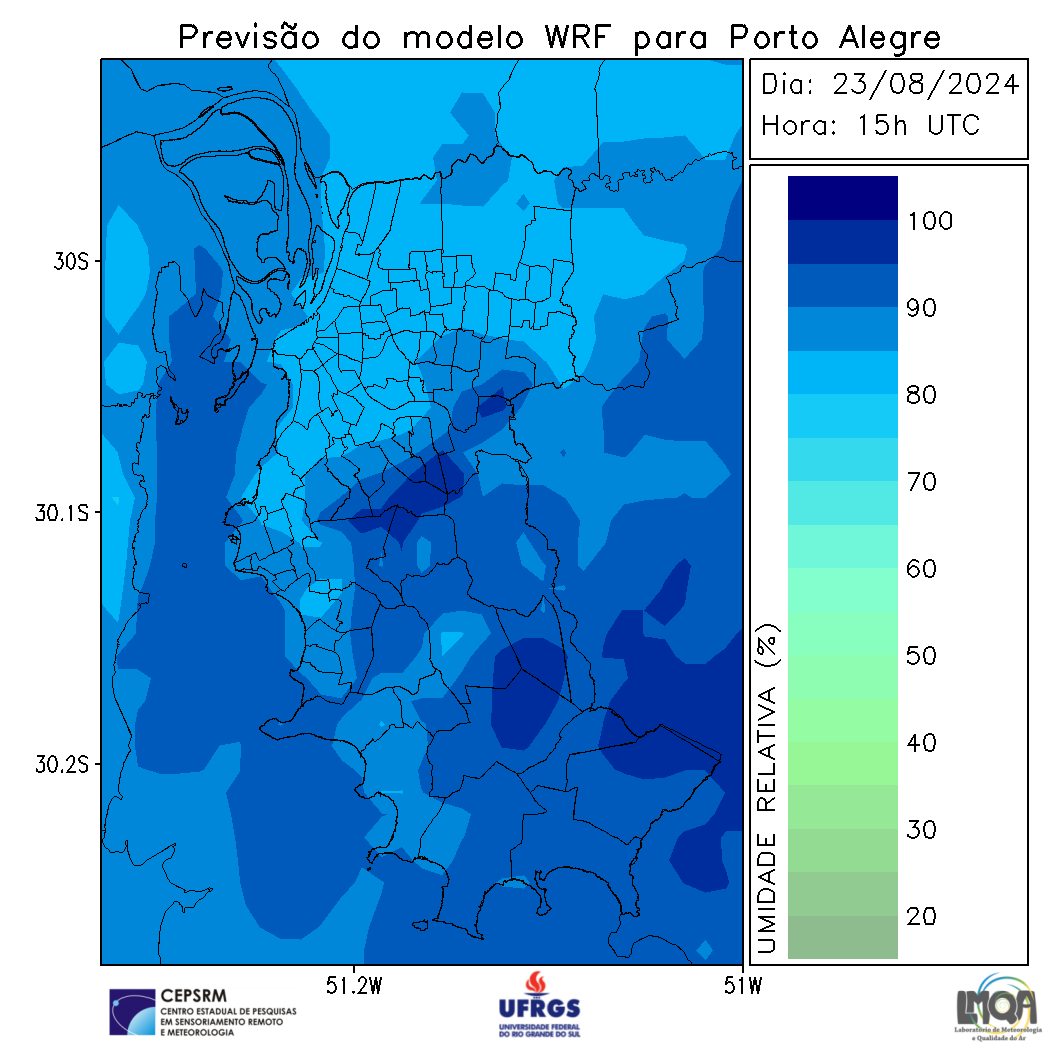 Previsão do modelo WRF para Porto Alegre
Dia: 23/08/2024
Hora: 15h UTC
100
90
80
70
60
50
40
30
20
UMIDADE RELATIVA (%)
30S
30.1S
30.2S
51.2W
51W
CEPSRM
CENTRO ESTADUAL DE PESQUISAS
EM SENSORIAMENTO REMOTO
E METEOROLOGIA
UFRGS
UNIVERSIDADE FEDERAL
DO RIO GRANDE DO SUL
LMQA
Laboratório de Meteorologia
e Qualidade do Ar